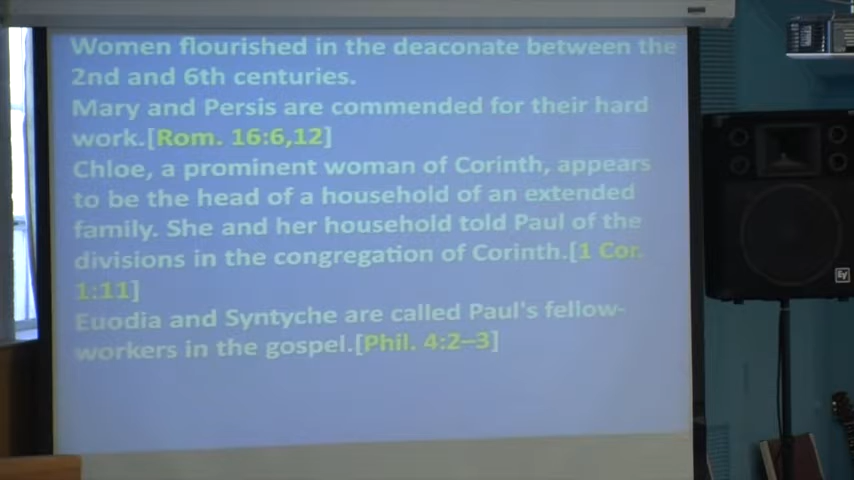 Women flourished in the deaconate between the
2nd and 6th centuries.
Mary and Persis are commended for their hard
work.[Rom. 16:6,12]
Chloe, a prominent woman of Corinth, appears
to be the head of a household of an extended
family. She and her household told Paul of the
divisions in the congregation of Corinth.[1 Cor.
1:11]
Euodia and Syntyche are called Paul's fellow-
workers in the gospel.[Phil. 4:2–3]
EV